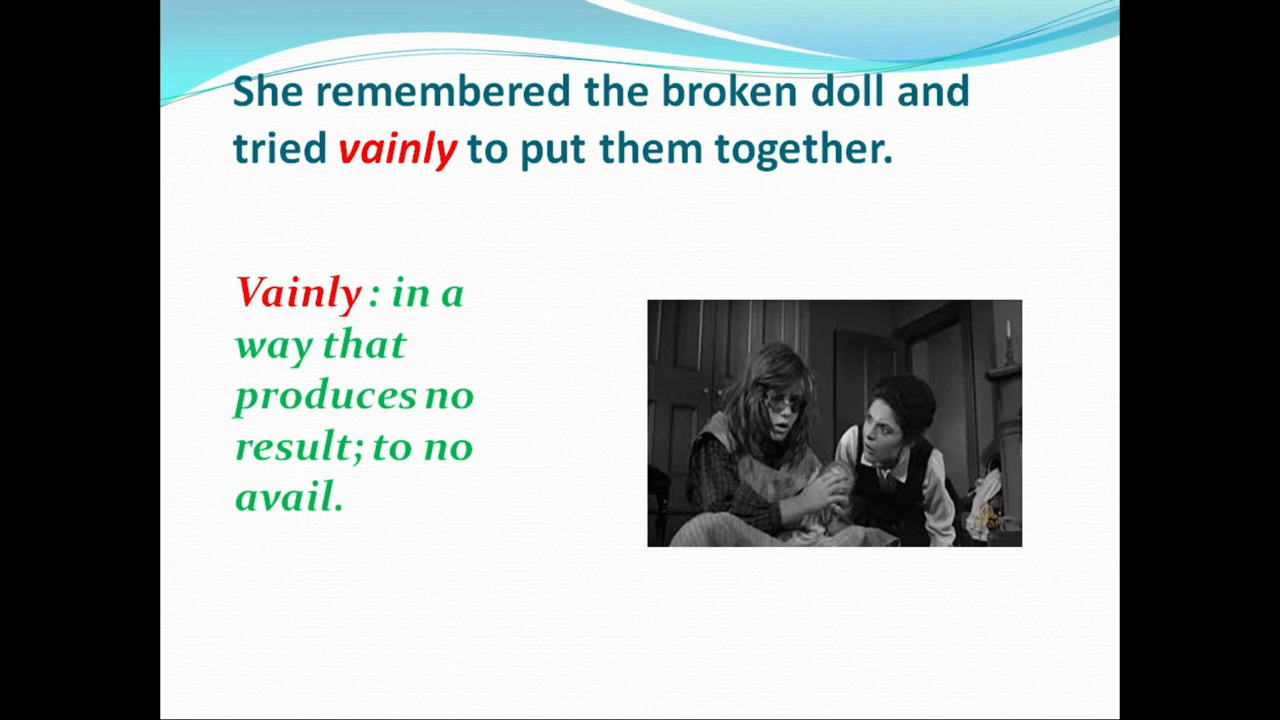 She remembered the broken doll and
tried vainly to put them together.
Vainly : in a
way that
produces no
result; to no
avail.